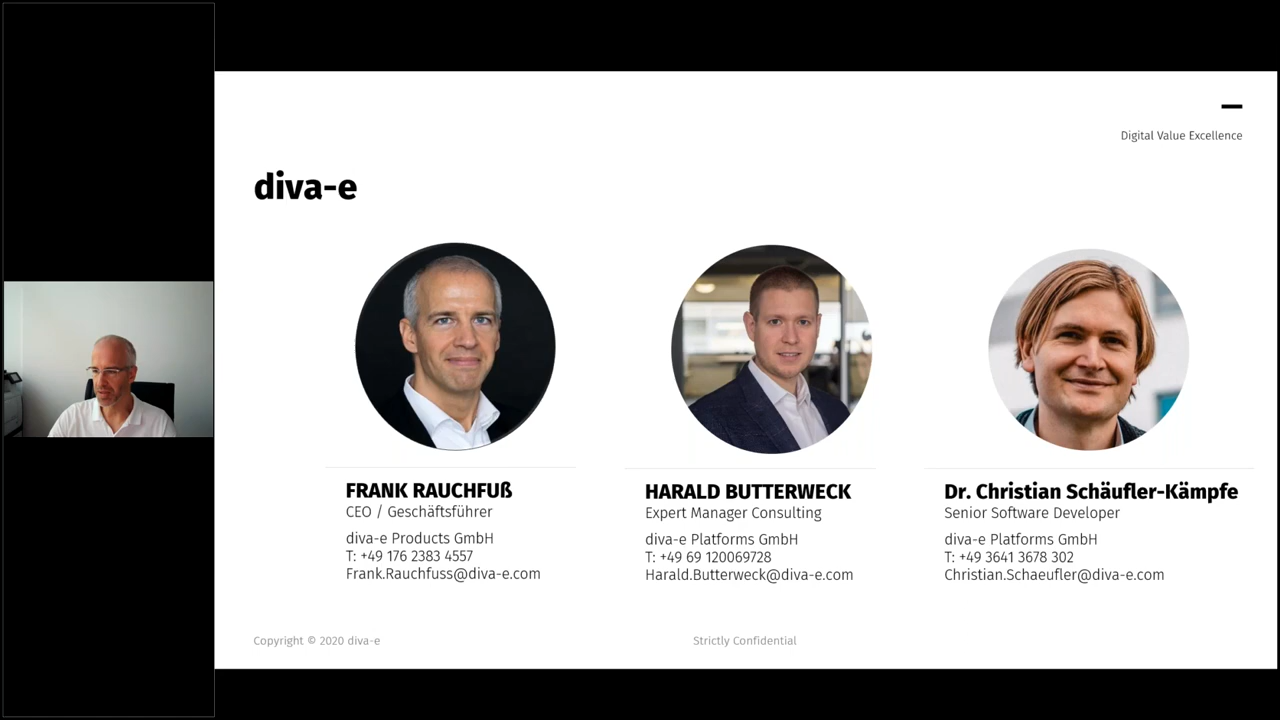 Digital Value Excellence
diva-e
FRANK RAUCHFUß
CEO / Geschäftsführer
diva-e Products GmbH
T: +49 176 2383 4557
Frank.Rauchfuss@diva-e.com
HARALD BUTTERWECK
Expert Manager Consulting
diva-e Platforms GmbH
T: +49 69 120069728
Harald.Butterweck@diva-e.com
Dr. Christian Schäufler-Kämpfe
Senior Software Developer
diva-e Platforms GmbH
T: +49 3641 3678 302
Christian.Schaeufler@diva-e.com
Copyright © 2020 diva-e
Strictly Confidential